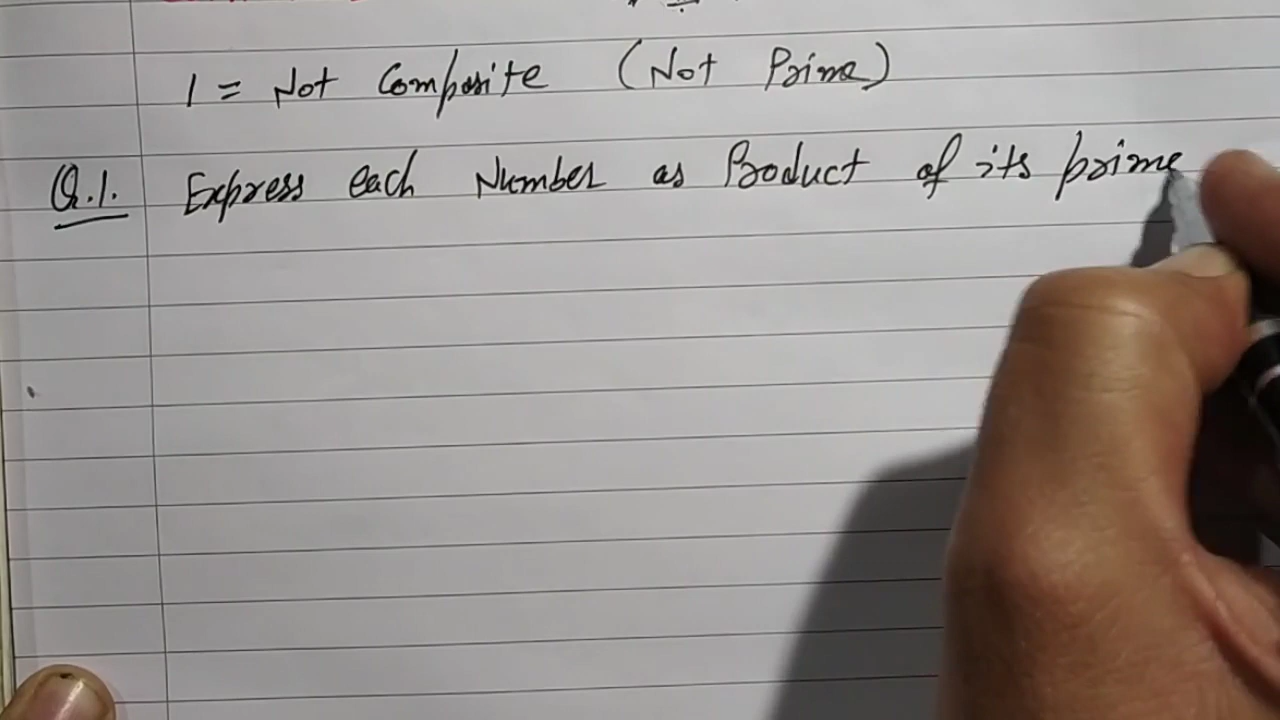 1 = Not Composite (Not Prime)
Q.1. Express each Number as Product of its prime